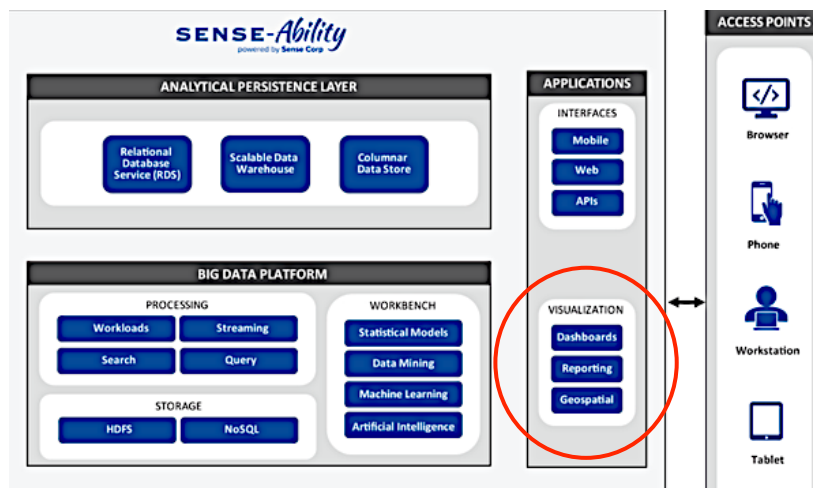 SENSE-Ability
powered by Sense Corp
ANALYTICAL PERSISTENCE LAYER
Relational
Database
Service (RDS)
Scalable Data
Warehouse
Columnar
Data Store
BIG DATA PLATFORM
PROCESSING
Workloads
Streaming
Search
Query
STORAGE
HDFS
NoSQL
WORKBENCH
Statistical Models
Data Mining
Machine Learning
Artificial Intelligence
APPLICATIONS
INTERFACES
Mobile
Web
APIs
VISUALIZATION
Dashboards
Reporting
Geospatial
ACCESS POINTS
</>
Browser
Phone
Workstation
Tablet